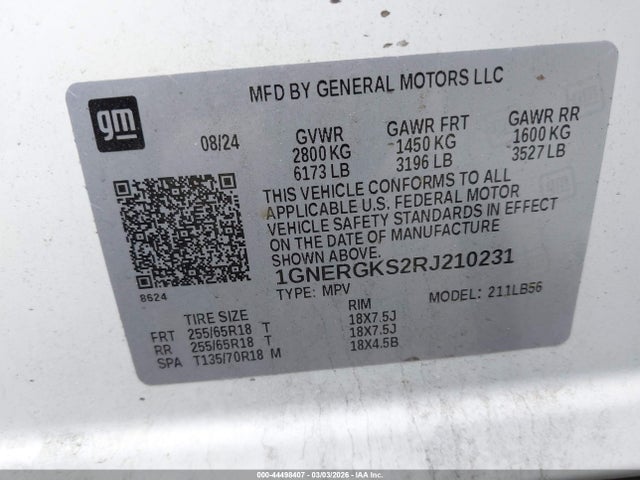 gm
MFD BY GENERAL MOTORS LLC
08/24 GVWR GAWR FRT GAWR RR
2800 KG 1450 KG 1600 KG
6173 LB 3196 LB 3527 LB
THIS VEHICLE CONFORMS TO ALL
APPLICABLE U.S. FEDERAL MOTOR
VEHICLE SAFETY STANDARDS IN EFFECT
ON THE DATE OF MANUFACTURE
SHOWN ABOVE.
1GNERGKS2RJ210231
8624
TYPE: MPV MODEL: 211LB56
TIRE SIZE RIM
FRT 255/65R18 T 18X7.5J
RR 255/65R18 T 18X7.5J
SPA T135/70R18 M 18X4.5B
000-44498407 - 03/03/2026 - IAAI.com